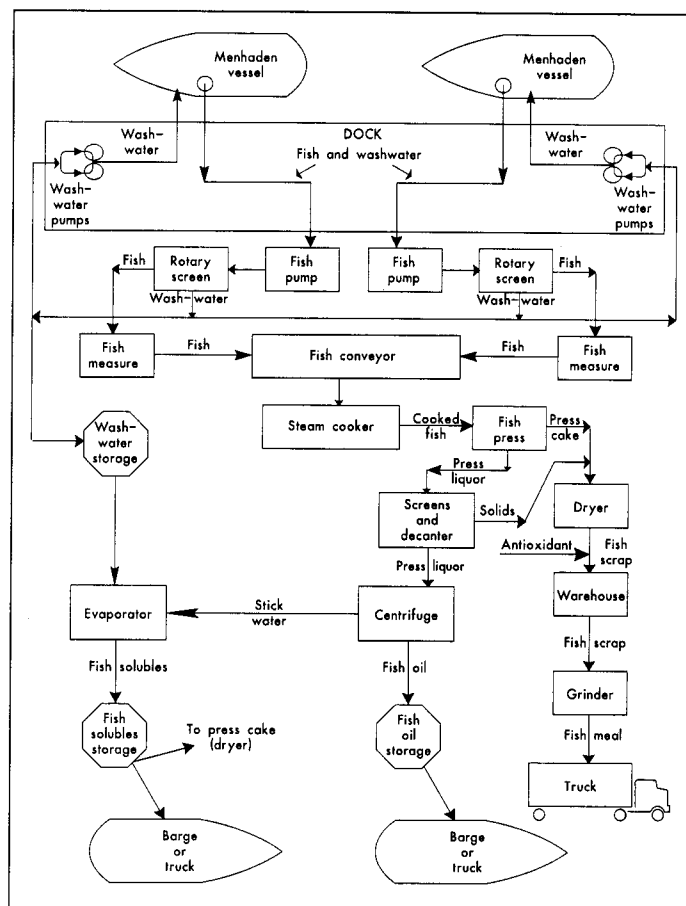 Menhaden
vessel
Menhaden
vessel
DOCK
Wash-
water
Fish and washwater
Wash-
water
Wash-
water
pumps
Wash-
water
pumps
Fish
Rotary
screen
Fish
pump
Fish
pump
Rotary
screen
Fish
Wash-water
Wash-water
Fish
measure
Fish
Fish conveyor
Fish
Fish
measure
Steam cooker
Cooked
fish
Fish
press
Press
cake
Wash-
water
storage
Press
liquor
Screens
and
decanter
Solids
Dryer
Antioxidant
Fish
scrap
Press liquor
Evaporator
Stick
water
Centrifuge
Warehouse
Fish solubles
Fish oil
Fish scrap
Grinder
Fish
solubles
storage
To press cake
(dryer)
Fish
oil
storage
Fish meal
Truck
Barge
or
truck
Barge
or
truck